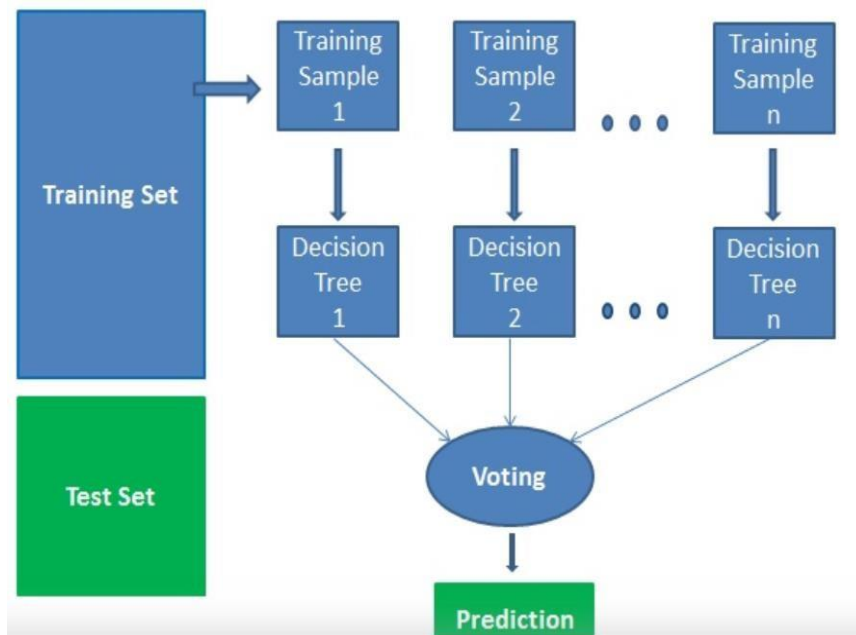 Training
Sample
1
Training
Sample
2
Training
Sample
n
Training Set
Decision
Tree
1
Decision
Tree
2
Decision
Tree
n
Test Set
Voting
Prediction